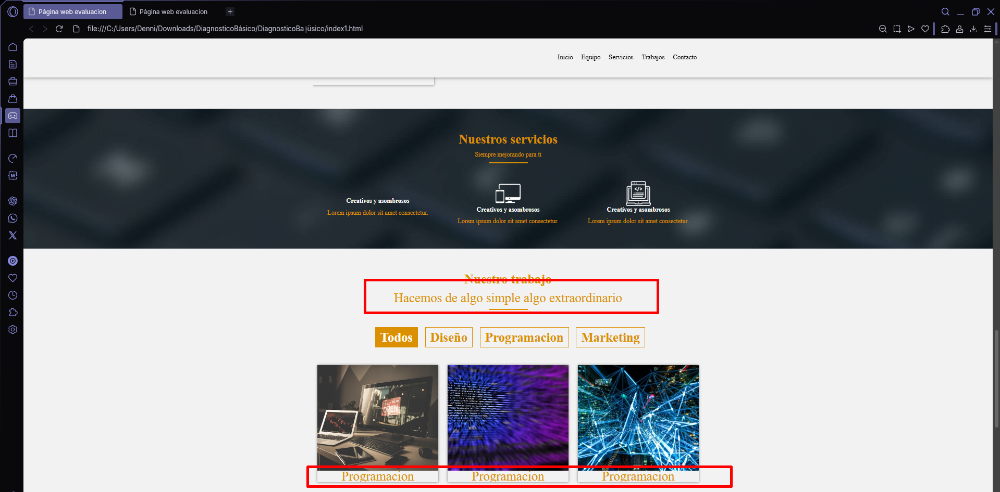 Página web evaluacion
Página web evaluacion
file:///C:/Users/Denni/Downloads/DiagnosticoBásico/DiagnosticoBa├üsico/index1.html
Inicio Equipo Servicios Trabajos Contacto
Nuestros servicios
Siempre mejorando para ti
Creativos y asombrosos
Lorem ipsum dolor sit amet consectetur.
Creativos y asombrosos
Lorem ipsum dolor sit amet consectetur.
Creativos y asombrosos
Lorem ipsum dolor sit amet consectetur.
Nuestro trabajo
Hacemos de algo simple algo extraordinario
Todos Diseño Programacion Marketing
OPEN
Programacion Programacion Programacion